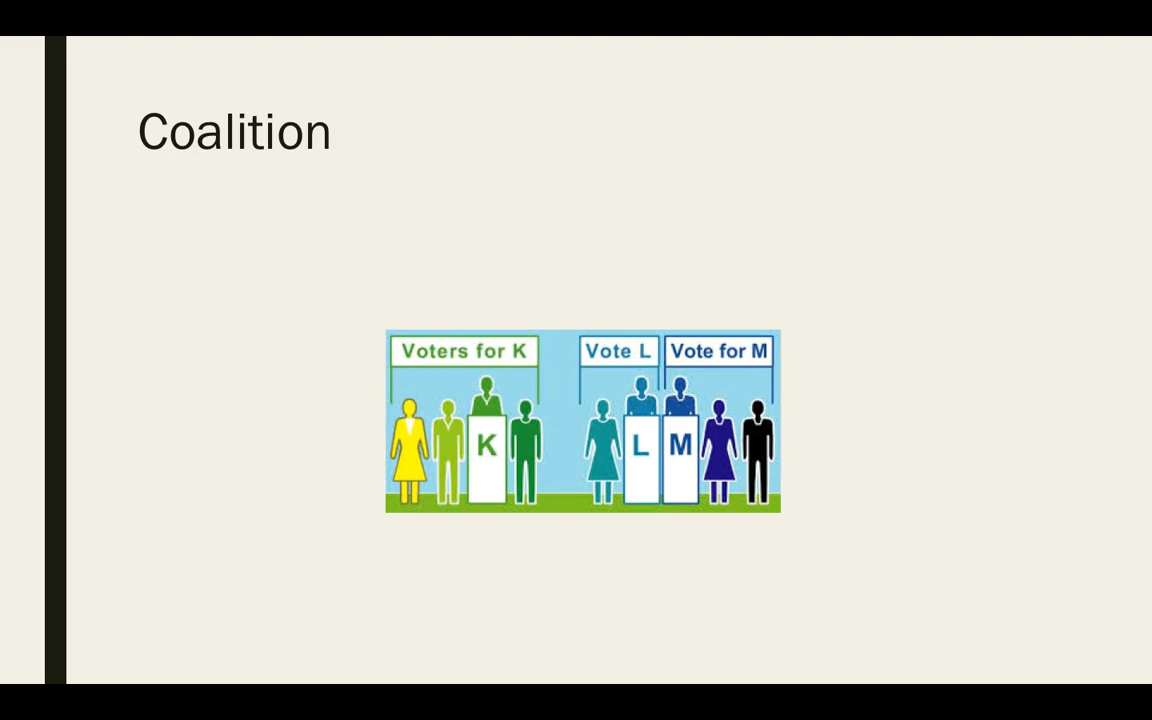 Coalition
Voters for K
Vote L
Vote for M
K
L
M